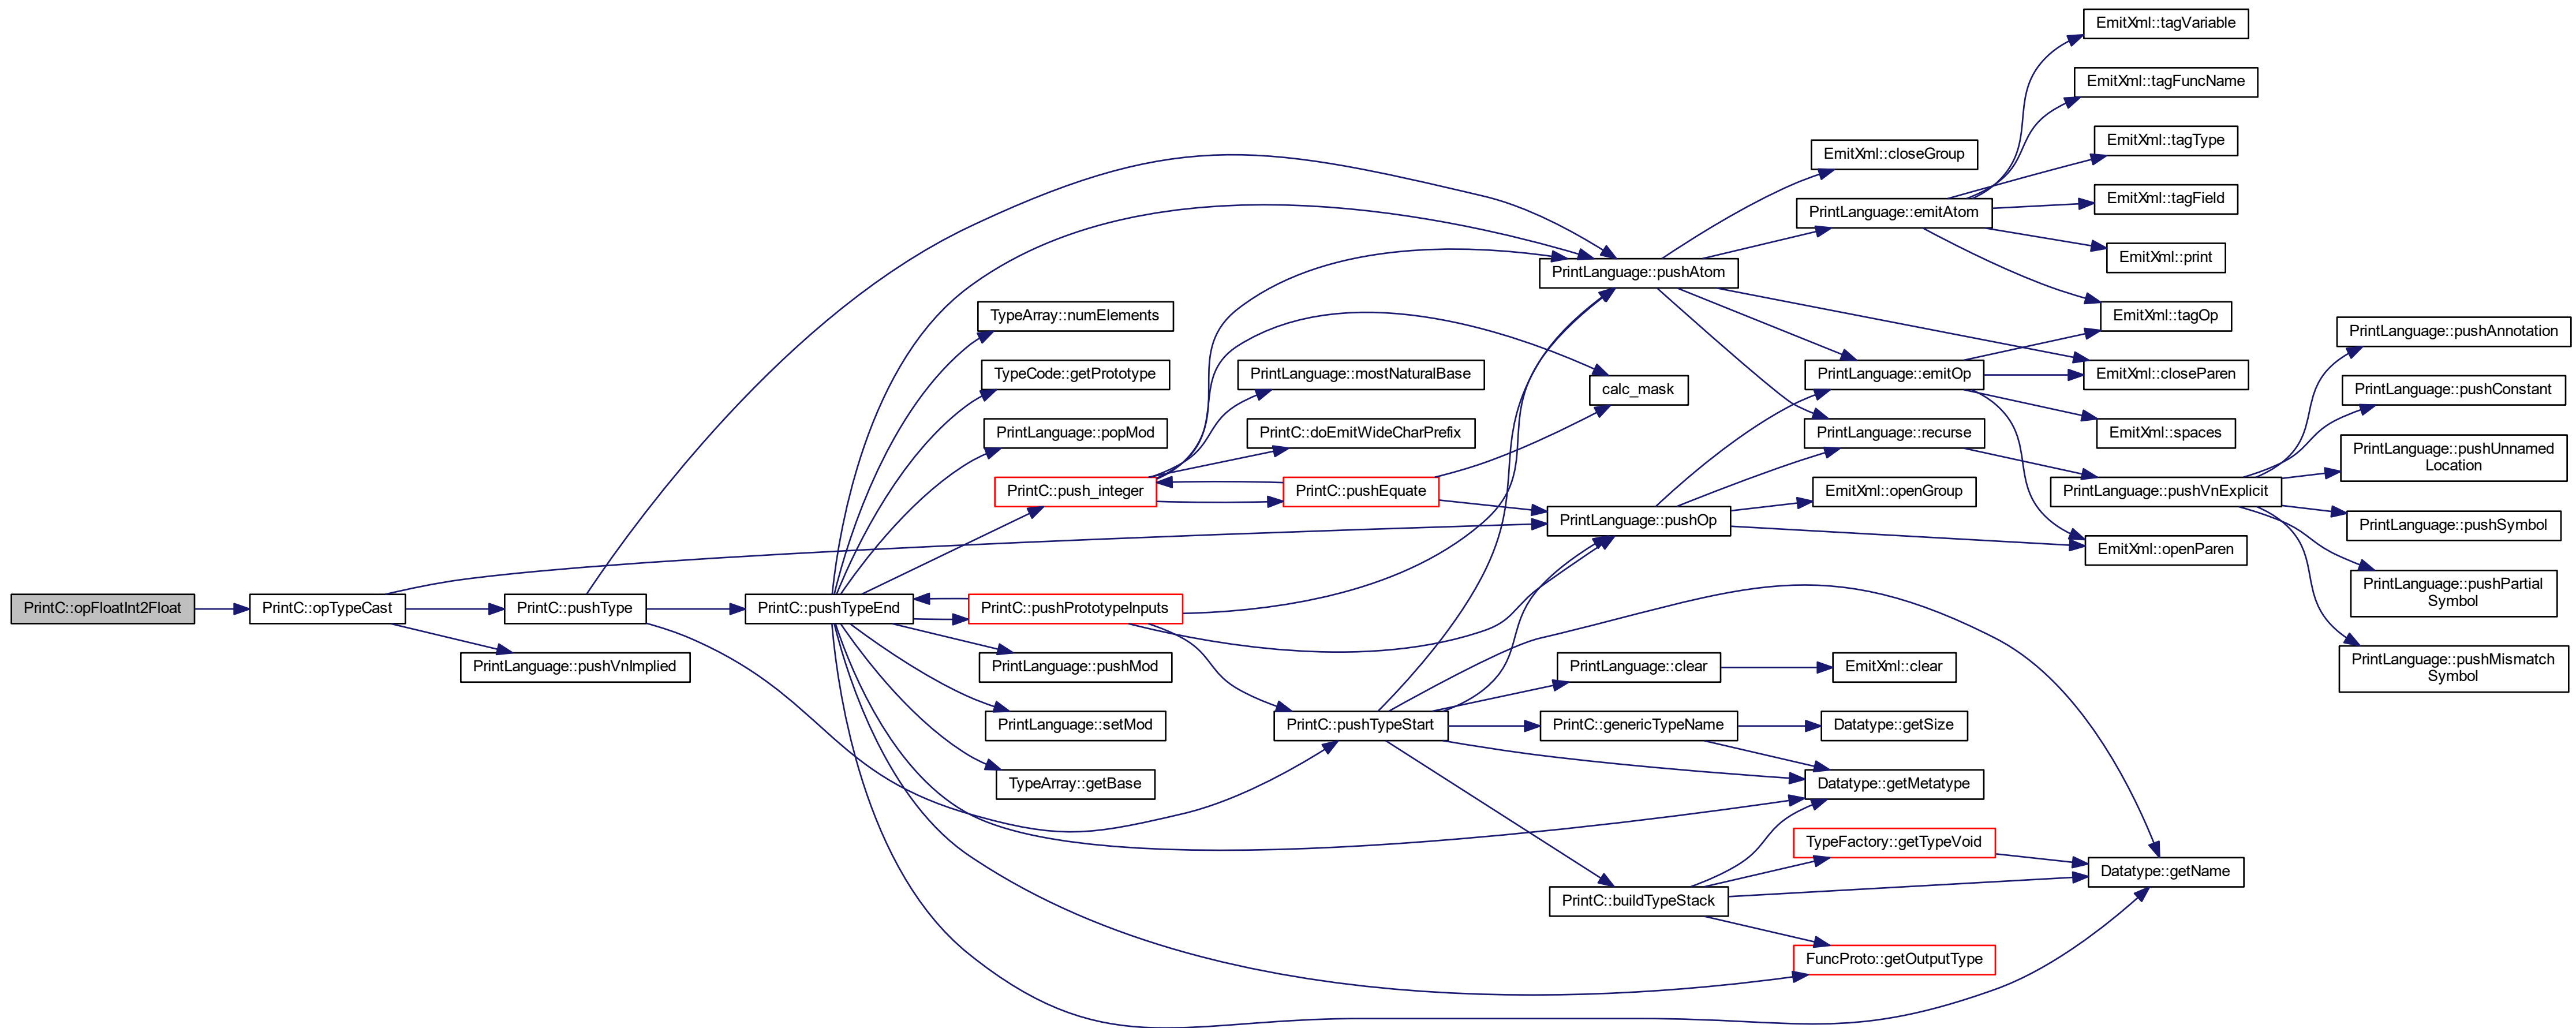 PrintC::opFloatInt2Float
PrintC::opTypeCast
PrintC::pushType
PrintLanguage::pushVnImplied
PrintC::pushTypeEnd
TypeArray::numElements
TypeCode::getPrototype
PrintLanguage::popMod
PrintC::push_integer
PrintC::pushPrototypeInputs
PrintLanguage::pushMod
PrintLanguage::setMod
TypeArray::getBase
PrintLanguage::mostNaturalBase
PrintC::doEmitWideCharPrefix
PrintC::pushEquate
PrintC::pushTypeStart
PrintLanguage::pushAtom
calc_mask
PrintLanguage::pushOp
PrintLanguage::clear
PrintC::genericTypeName
PrintC::buildTypeStack
EmitXml::closeGroup
PrintLanguage::emitAtom
PrintLanguage::emitOp
PrintLanguage::recurse
EmitXml::openGroup
EmitXml::clear
Datatype::getSize
Datatype::getMetatype
TypeFactory::getTypeVoid
FuncProto::getOutputType
EmitXml::tagVariable
EmitXml::tagFuncName
EmitXml::tagType
EmitXml::tagField
EmitXml::print
EmitXml::tagOp
EmitXml::closeParen
EmitXml::spaces
PrintLanguage::pushVnExplicit
EmitXml::openParen
Datatype::getName
PrintLanguage::pushAnnotation
PrintLanguage::pushConstant
PrintLanguage::pushUnnamed
Location
PrintLanguage::pushSymbol
PrintLanguage::pushPartial
Symbol
PrintLanguage::pushMismatch
Symbol